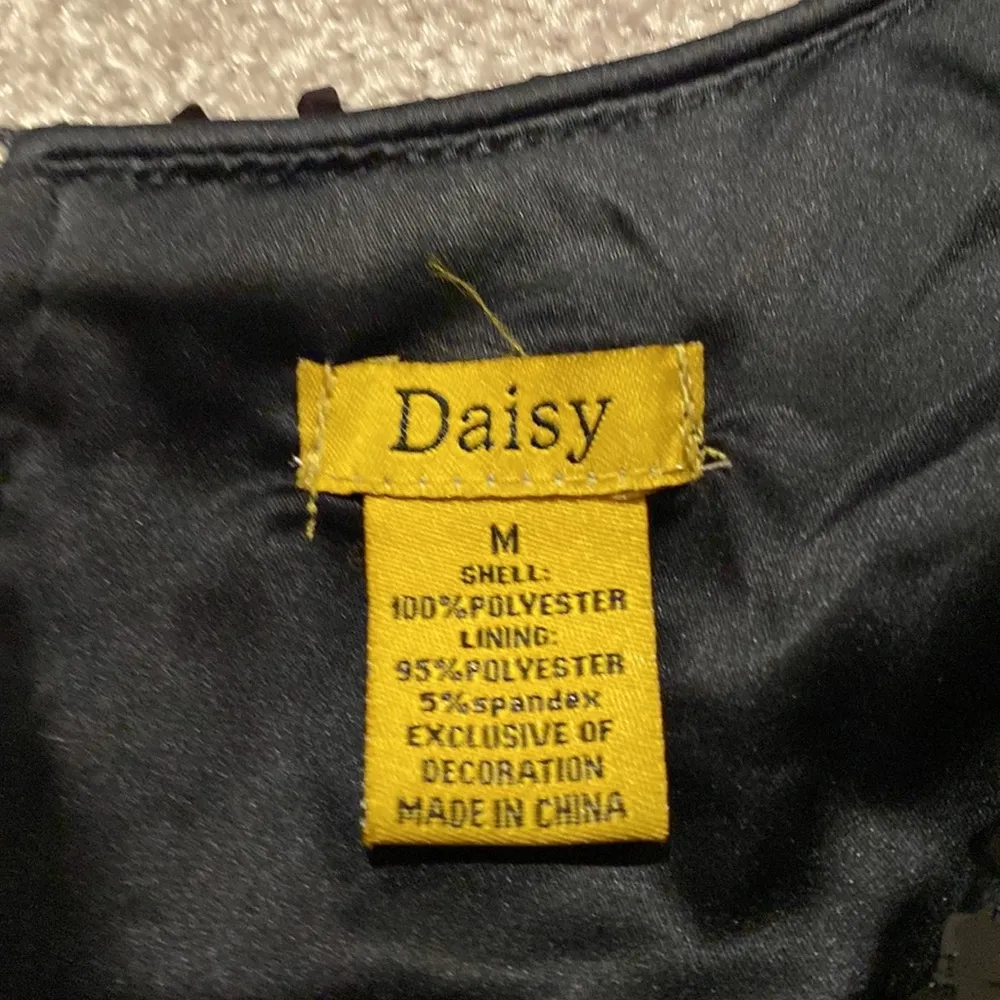 Daisy
M
SHELL:
100%POLYESTER
LINING:
95%POLYESTER
5%spandex
EXCLUSIVE OF
DECORATION
MADE IN CHINA